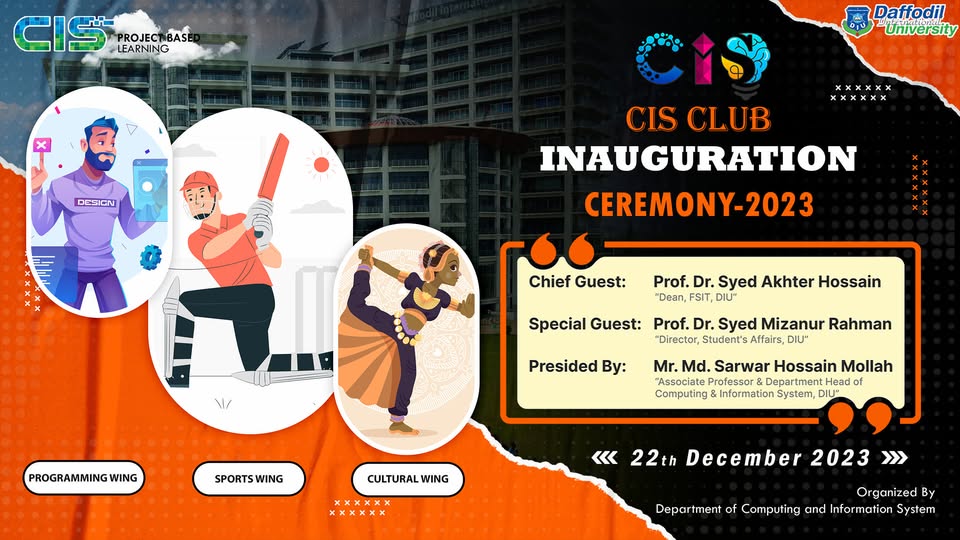 CIS PROJECT BASED
LEARNING
Daffodil
International
University
DIU
CIS
CIS CLUB
INAUGURATION
CEREMONY-2023
DESIGN
Chief Guest: Prof. Dr. Syed Akhter Hossain
"Dean, FSIT, DIU"
Special Guest: Prof. Dr. Syed Mizanur Rahman
"Director, Student's Affairs, DIU"
Presided By: Mr. Md. Sarwar Hossain Mollah
"Associate Professor & Department Head of
Computing & Information System, DIU"
22th December 2023
PROGRAMMING WING
SPORTS WING
CULTURAL WING
Organized By
Department of Computing and Information System